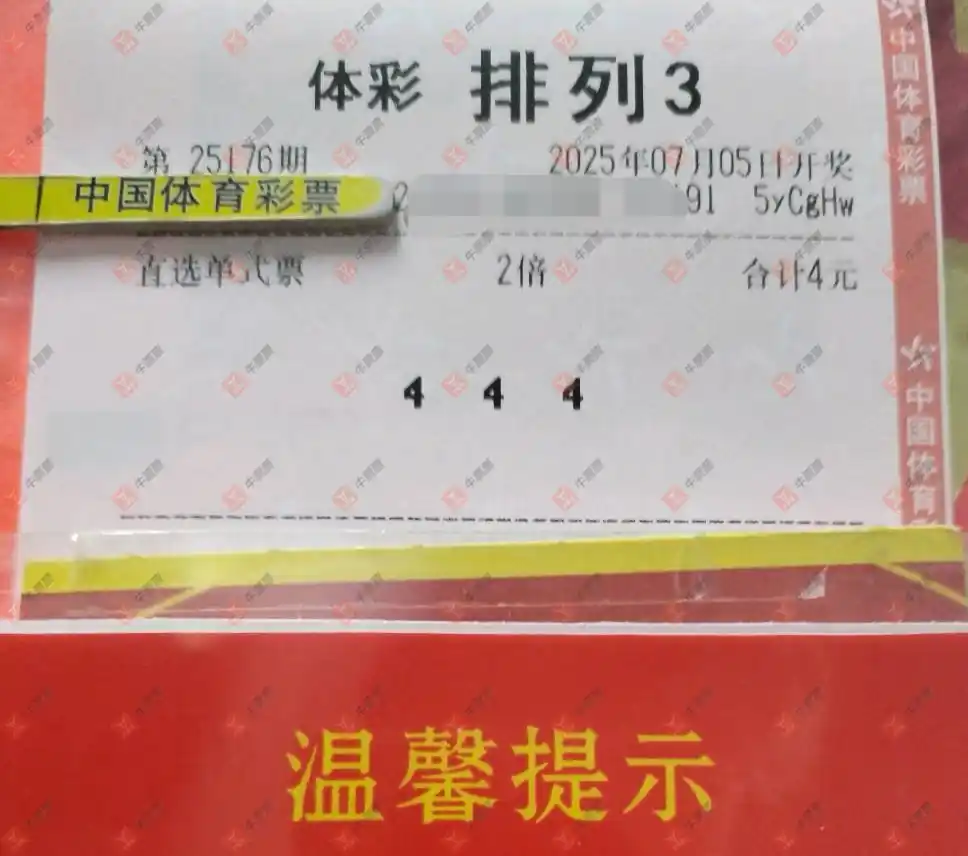 体彩 排列3
第 25176期 2025年07月05日开奖
中国体育彩票
91 5yCgHw
直选单式票 2倍 合计4元
4 4 4
温馨提示
中国体育彩票
中国体育